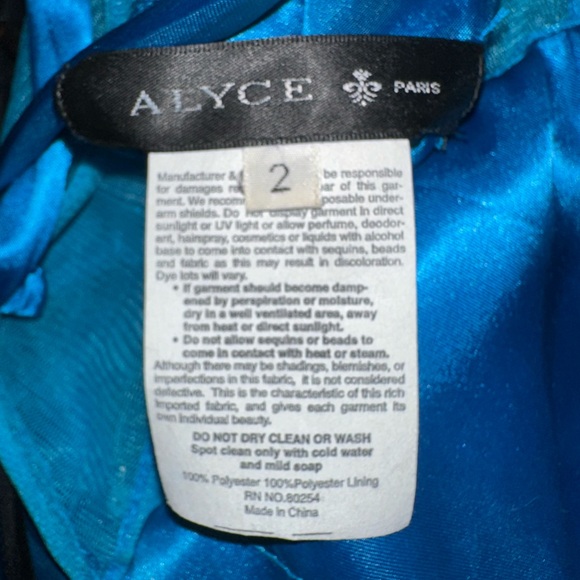 ALYCE PARIS
2
Manufacturer & be responsible
for damages ar of this gar-
ment. We recom posable under-
arm shields. Do not display garment in direct
sunlight or UV light or allow perfume, deodor-
ent, hairspray, cosmetics or liquids with alcohol
base to come into contact with sequins, beads
and fabric as this may result in discoloration.
Dye lots will vary.
• If garment should become damp-
ened by perspiration or moisture,
dry in a well ventilated area, away
from heat or direct sunlight.
• Do not allow sequins or beads to
come in contact with heat or steam.
Although there may be shadings, blemishes, or
imperfections in this fabric, it is not considered
defective. This is the characteristic of this rich
imported fabric, and gives each garment its
own individual beauty.
DO NOT DRY CLEAN OR WASH
Spot clean only with cold water
and mild soap
100% Polyester 100%Polyester Lining
RN NO.80254
Made in China